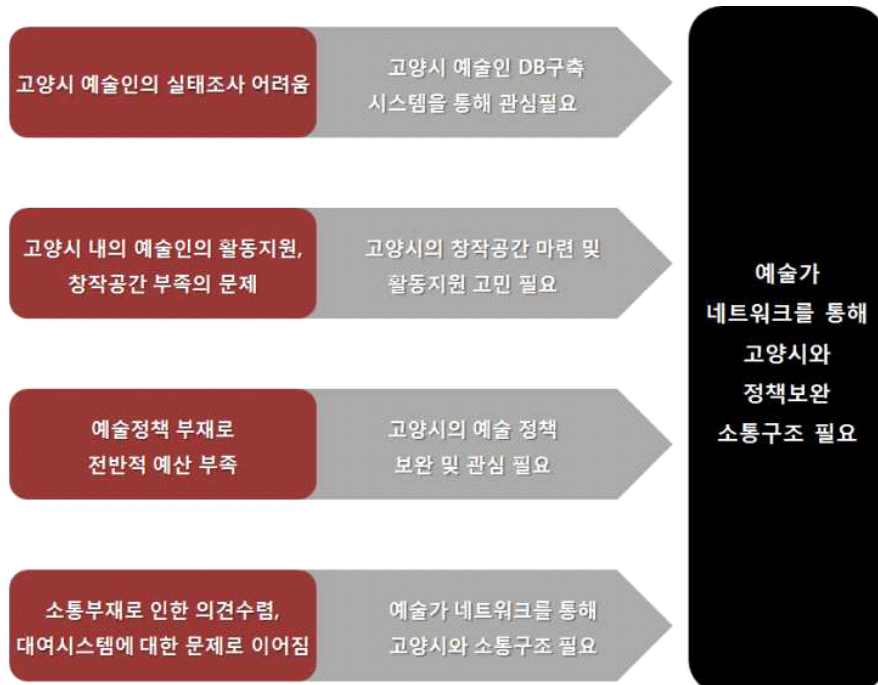 고양시 예술인의 실태조사 어려움
고양시 예술인 DB구축
시스템을 통해 관심필요
고양시 내의 예술인의 활동지원,
창작공간 부족의 문제
고양시의 창작공간 마련 및
활동지원 고민 필요
예술정책 부재로
전반적 예산 부족
고양시의 예술 정책
보완 및 관심 필요
소통부재로 인한 의견수렴,
대여시스템에 대한 문제로 이어짐
예술가 네트워크를 통해
고양시와 소통구조 필요
예술가
네트워크를 통해
고양시와
정책보완
소통구조 필요